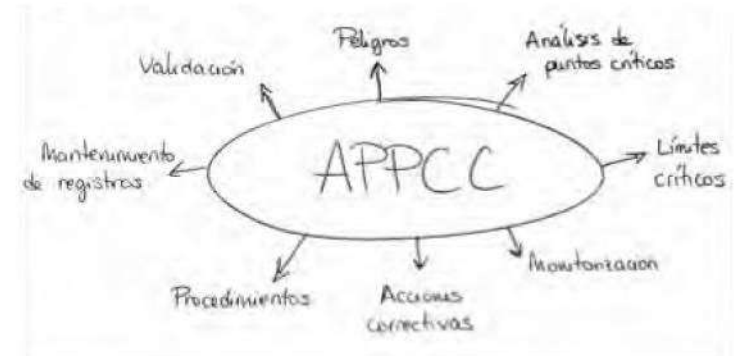 Peligros
Análisis de
puntos críticos
Validación
Mantenimiento
de registros
APPCC
Límites
críticos
Monitorización
Procedimientos
Acciones
correctivas